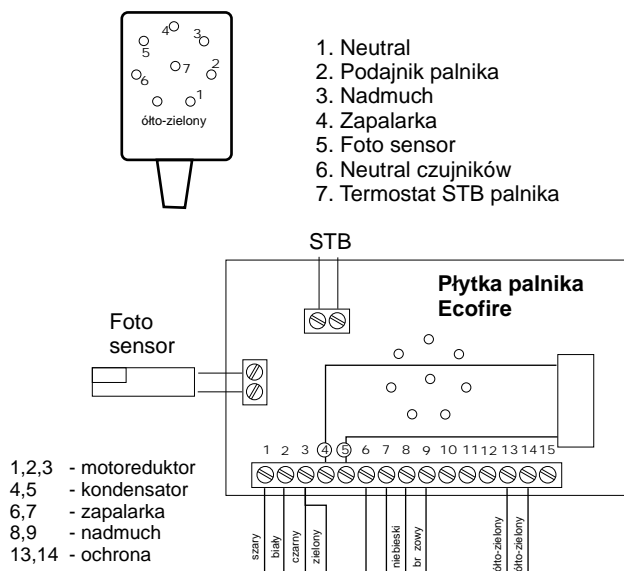 4
3
5
7
2
6
1
ółto-zielony
1. Neutral
2. Podajnik palnika
3. Nadmuch
4. Zapalarka
5. Foto sensor
6. Neutral czujników
7. Termostat STB palnika
STB
Płytka palnika
Ecofire
Foto
sensor
1 2 3 4 5 6 7 8 9 10 11 12 13 14 15
1,2,3 - motoreduktor
4,5 - kondensator
6,7 - zapalarka
8,9 - nadmuch
13,14 - ochrona
szary
biały
czarny
zielony
niebieski
br zowy
ółto-zielony
ółto-zielony